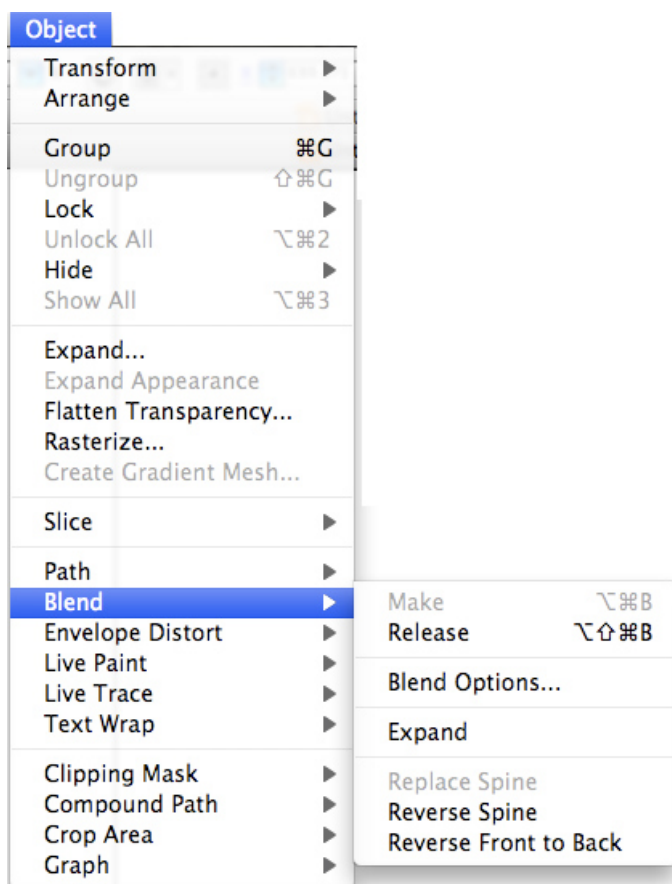 Object
Transform
Arrange
Group ⌘G
Ungroup ⇧⌘G
Lock
Unlock All ⌥⌘2
Hide
Show All ⌥⌘3
Expand...
Expand Appearance
Flatten Transparency...
Rasterize...
Create Gradient Mesh...
Slice
Path
Blend
Envelope Distort
Live Paint
Live Trace
Text Wrap
Clipping Mask
Compound Path
Crop Area
Graph
Make ⌥⌘B
Release ⌥⇧⌘B
Blend Options...
Expand
Replace Spine
Reverse Spine
Reverse Front to Back